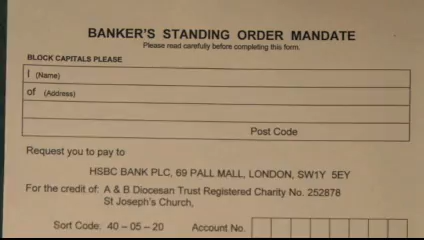 BANKER'S STANDING ORDER MANDATE
Please read carefully before completing this form.
BLOCK CAPITALS PLEASE
I (Name)
of (Address)
Post Code
Request you to pay to
HSBC BANK PLC, 69 PALL MALL, LONDON, SW1Y 5EY
For the credit of: A & B Diocesan Trust Registered Charity No. 252878
St Joseph's Church,
Sort Code: 40 – 05 – 20 Account No.